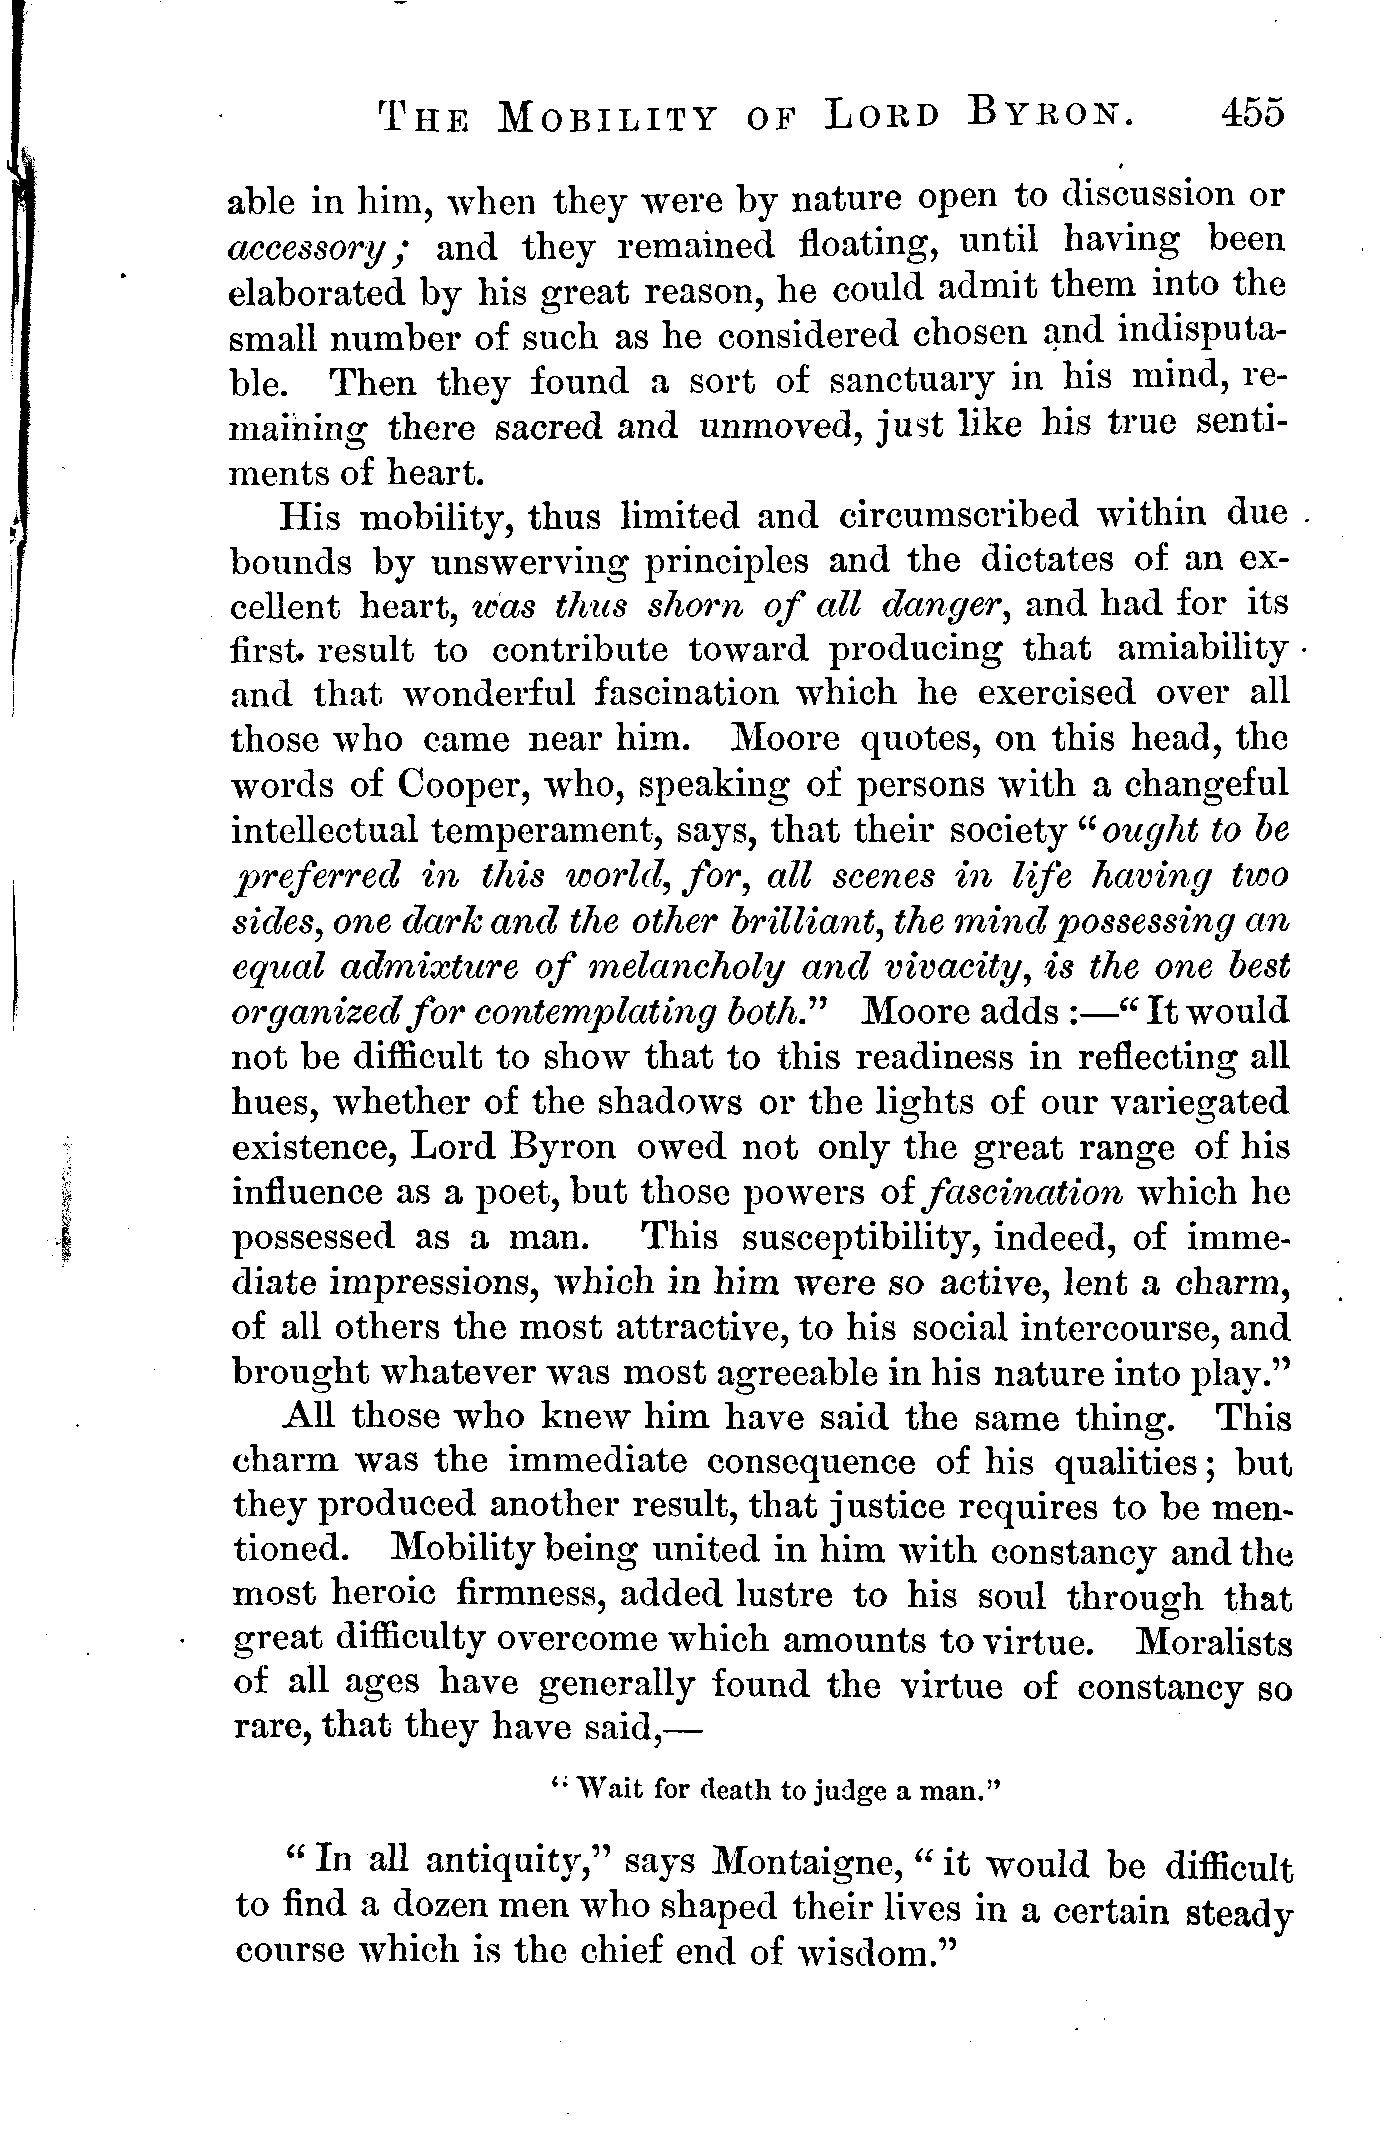 THE MOBILITY OF LORD BYRON. 455
able in him, when they were by nature open to discussion or
accessory; and they remained floating, until having been
elaborated by his great reason, he could admit them into the
small number of such as he considered chosen and indisputa-
ble. Then they found a sort of sanctuary in his mind, re-
maining there sacred and unmoved, just like his true senti-
ments of heart.
His mobility, thus limited and circumscribed within due
bounds by unswerving principles and the dictates of an ex-
cellent heart, was thus shorn of all danger, and had for its
first result to contribute toward producing that amiability
and that wonderful fascination which he exercised over all
those who came near him. Moore quotes, on this head, the
words of Cooper, who, speaking of persons with a changeful
intellectual temperament, says, that their society "ought to be
preferred in this world, for, all scenes in life having two
sides, one dark and the other brilliant, the mind possessing an
equal admixture of melancholy and vivacity, is the one best
organized for contemplating both." Moore adds :—"It would
not be difficult to show that to this readiness in reflecting all
hues, whether of the shadows or the lights of our variegated
existence, Lord Byron owed not only the great range of his
influence as a poet, but those powers of fascination which he
possessed as a man. This susceptibility, indeed, of imme-
diate impressions, which in him were so active, lent a charm,
of all others the most attractive, to his social intercourse, and
brought whatever was most agreeable in his nature into play."
All those who knew him have said the same thing. This
charm was the immediate consequence of his qualities; but
they produced another result, that justice requires to be men-
tioned. Mobility being united in him with constancy and the
most heroic firmness, added lustre to his soul through that
great difficulty overcome which amounts to virtue. Moralists
of all ages have generally found the virtue of constancy so
rare, that they have said,—
"Wait for death to judge a man."
"In all antiquity," says Montaigne, "it would be difficult
to find a dozen men who shaped their lives in a certain steady
course which is the chief end of wisdom."